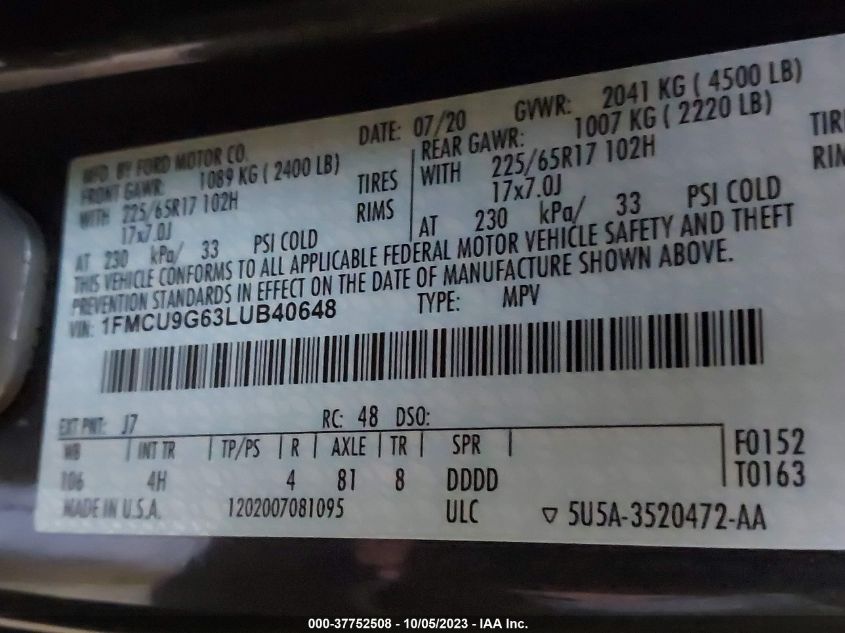 MFD. BY FORD MOTOR CO.
DATE: 07/20 GVWR: 2041 KG ( 4500 LB)
FRONT GAWR: 1089 KG ( 2400 LB)
REAR GAWR: 1007 KG ( 2220 LB)
WITH 225/65R17 102H TIRES
WITH 225/65R17 102H TIR
17x7.0J RIMS
17x7.0J RIM
AT 230 kPa/ 33 PSI COLD
AT 230 kPa/ 33 PSI COLD
THIS VEHICLE CONFORMS TO ALL APPLICABLE FEDERAL MOTOR VEHICLE SAFETY AND THEFT
PREVENTION STANDARDS IN EFFECT ON THE DATE OF MANUFACTURE SHOWN ABOVE.
VIN: 1FMCU9G63LUB40648 TYPE: MPV
EXT PNT: J7 RC: 48 DSO:
WB | INT TR | TP/PS | R | AXLE | TR | SPR | F0152
106 4H 4 81 8 DDDD T0163
MADE IN U.S.A. 1202007081095 ULC ▽ 5U5A-3520472-AA
000-37752508 - 10/05/2023 - IAA Inc.